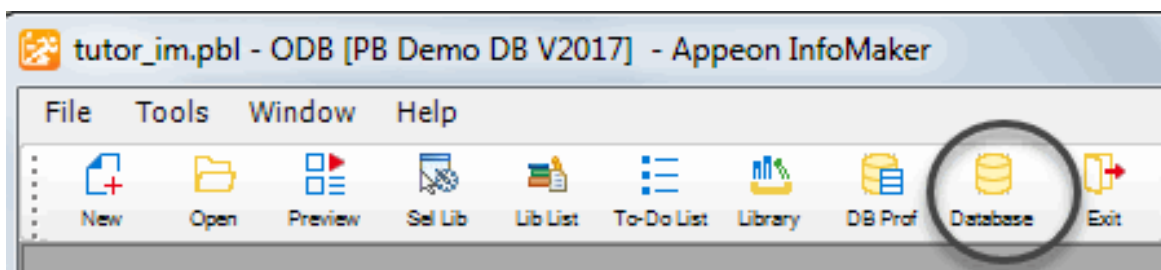 tutor_im.pbl - ODB [PB Demo DB V2017] - Appeon InfoMaker
File Tools Window Help
New Open Preview Sel Lib Lib List To-Do List Library DB Prof Database Exit